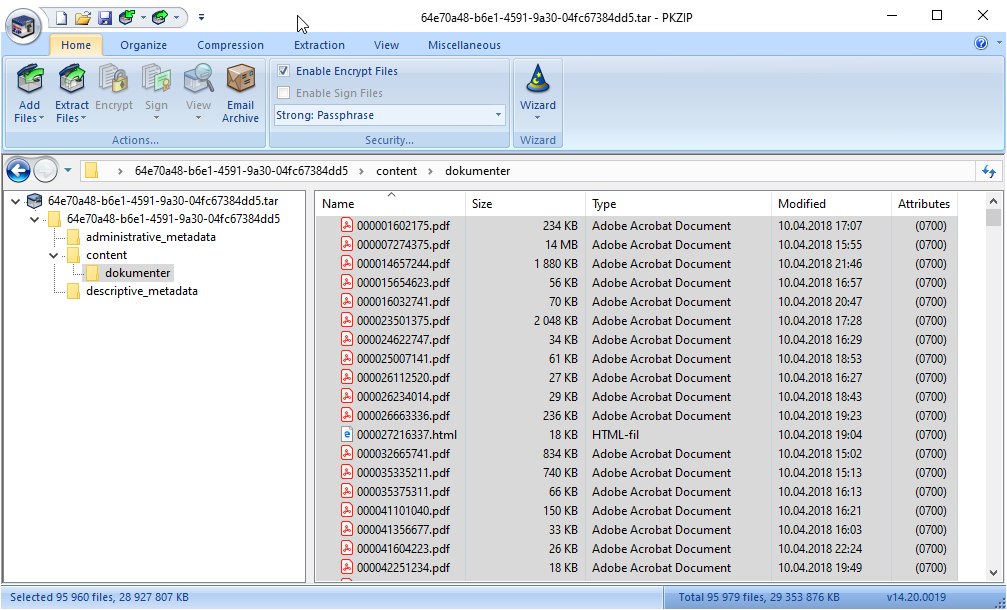 64e70a48-b6e1-4591-9a30-04fc67384dd5.tar - PKZIP
Home Organize Compression Extraction View Miscellaneous
Add Files Extract Files Encrypt Sign View Email Archive
Actions...
Enable Encrypt Files
Enable Sign Files
Strong: Passphrase
Security...
Wizard
Wizard
64e70a48-b6e1-4591-9a30-04fc67384dd5 > content > dokumenter
64e70a48-b6e1-4591-9a30-04fc67384dd5.tar
64e70a48-b6e1-4591-9a30-04fc67384dd5
administrative_metadata
content
dokumenter
descriptive_metadata
Name Size Type Modified Attributes
000001602175.pdf 234 KB Adobe Acrobat Document 10.04.2018 17:07 (0700)
000007274375.pdf 14 MB Adobe Acrobat Document 10.04.2018 15:55 (0700)
000014657244.pdf 1 880 KB Adobe Acrobat Document 10.04.2018 21:46 (0700)
000015654623.pdf 56 KB Adobe Acrobat Document 10.04.2018 16:57 (0700)
000016032741.pdf 70 KB Adobe Acrobat Document 10.04.2018 20:47 (0700)
000023501375.pdf 2 048 KB Adobe Acrobat Document 10.04.2018 17:28 (0700)
000024622747.pdf 34 KB Adobe Acrobat Document 10.04.2018 16:29 (0700)
000025007141.pdf 61 KB Adobe Acrobat Document 10.04.2018 18:53 (0700)
000026112520.pdf 27 KB Adobe Acrobat Document 10.04.2018 16:27 (0700)
000026234014.pdf 29 KB Adobe Acrobat Document 10.04.2018 18:43 (0700)
000026663336.pdf 236 KB Adobe Acrobat Document 10.04.2018 19:23 (0700)
000027216337.html 18 KB HTML-fil 10.04.2018 19:04 (0700)
000032665741.pdf 834 KB Adobe Acrobat Document 10.04.2018 15:02 (0700)
000035335211.pdf 740 KB Adobe Acrobat Document 10.04.2018 15:13 (0700)
000035375311.pdf 66 KB Adobe Acrobat Document 10.04.2018 16:13 (0700)
000041101040.pdf 150 KB Adobe Acrobat Document 10.04.2018 16:21 (0700)
000041356677.pdf 33 KB Adobe Acrobat Document 10.04.2018 16:03 (0700)
000041604223.pdf 26 KB Adobe Acrobat Document 10.04.2018 22:24 (0700)
000042251234.pdf 18 KB Adobe Acrobat Document 10.04.2018 19:49 (0700)
Selected 95 960 files, 28 927 807 KB
Total 95 979 files, 29 353 876 KB v14.20.0019